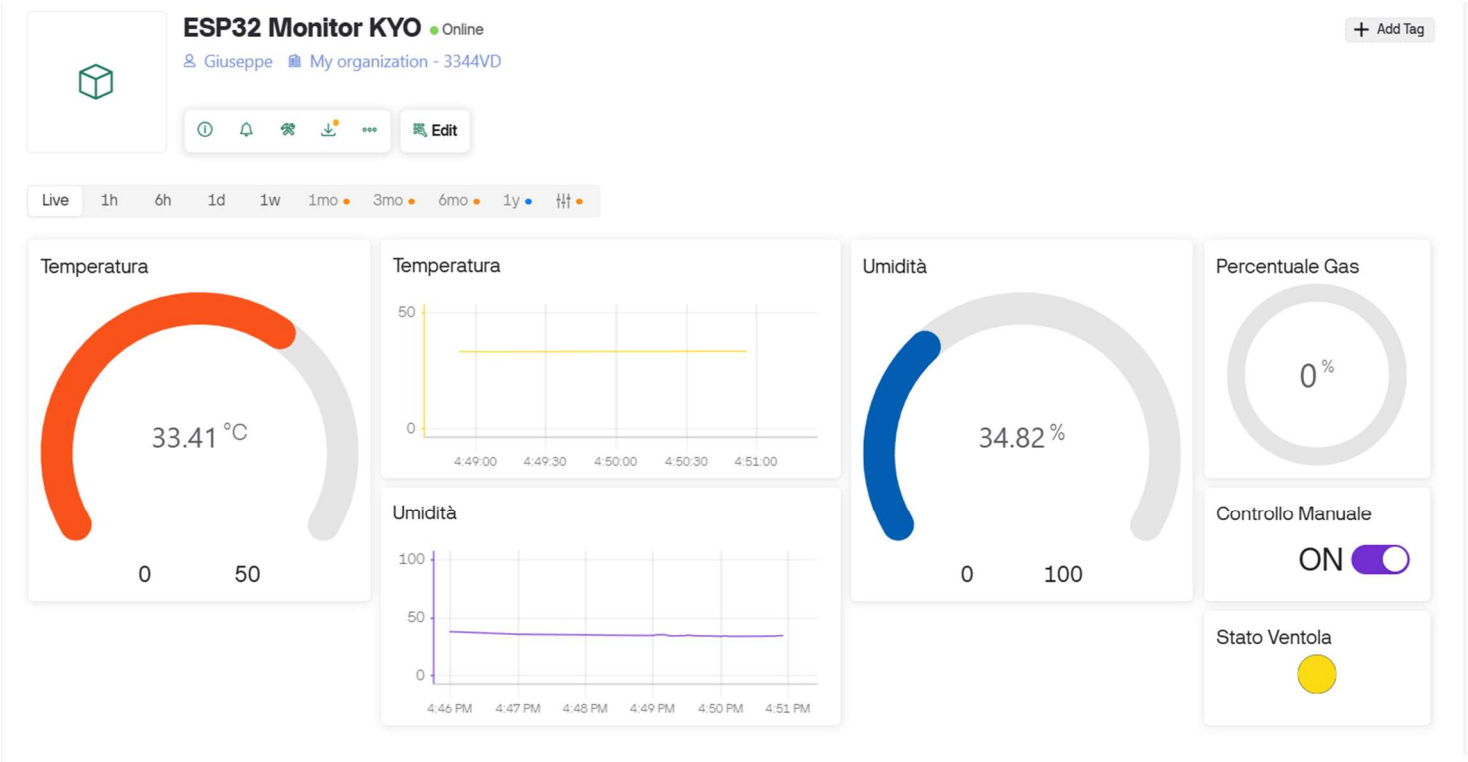 ESP32 Monitor KYO Online
Add Tag
Giuseppe My organization - 3344VD
Edit
Live 1h 6h 1d 1w 1mo 3mo 6mo 1y
Temperatura
33.41 °C
0 50
Temperatura
50
0
4:49:00 4:49:30 4:50:00 4:50:30 4:51:00
Umidità
100
50
0
4:46 PM 4:47 PM 4:48 PM 4:49 PM 4:50 PM 4:51 PM
Umidità
34.82 %
0 100
Percentuale Gas
0 %
Controllo Manuale
ON
Stato Ventola